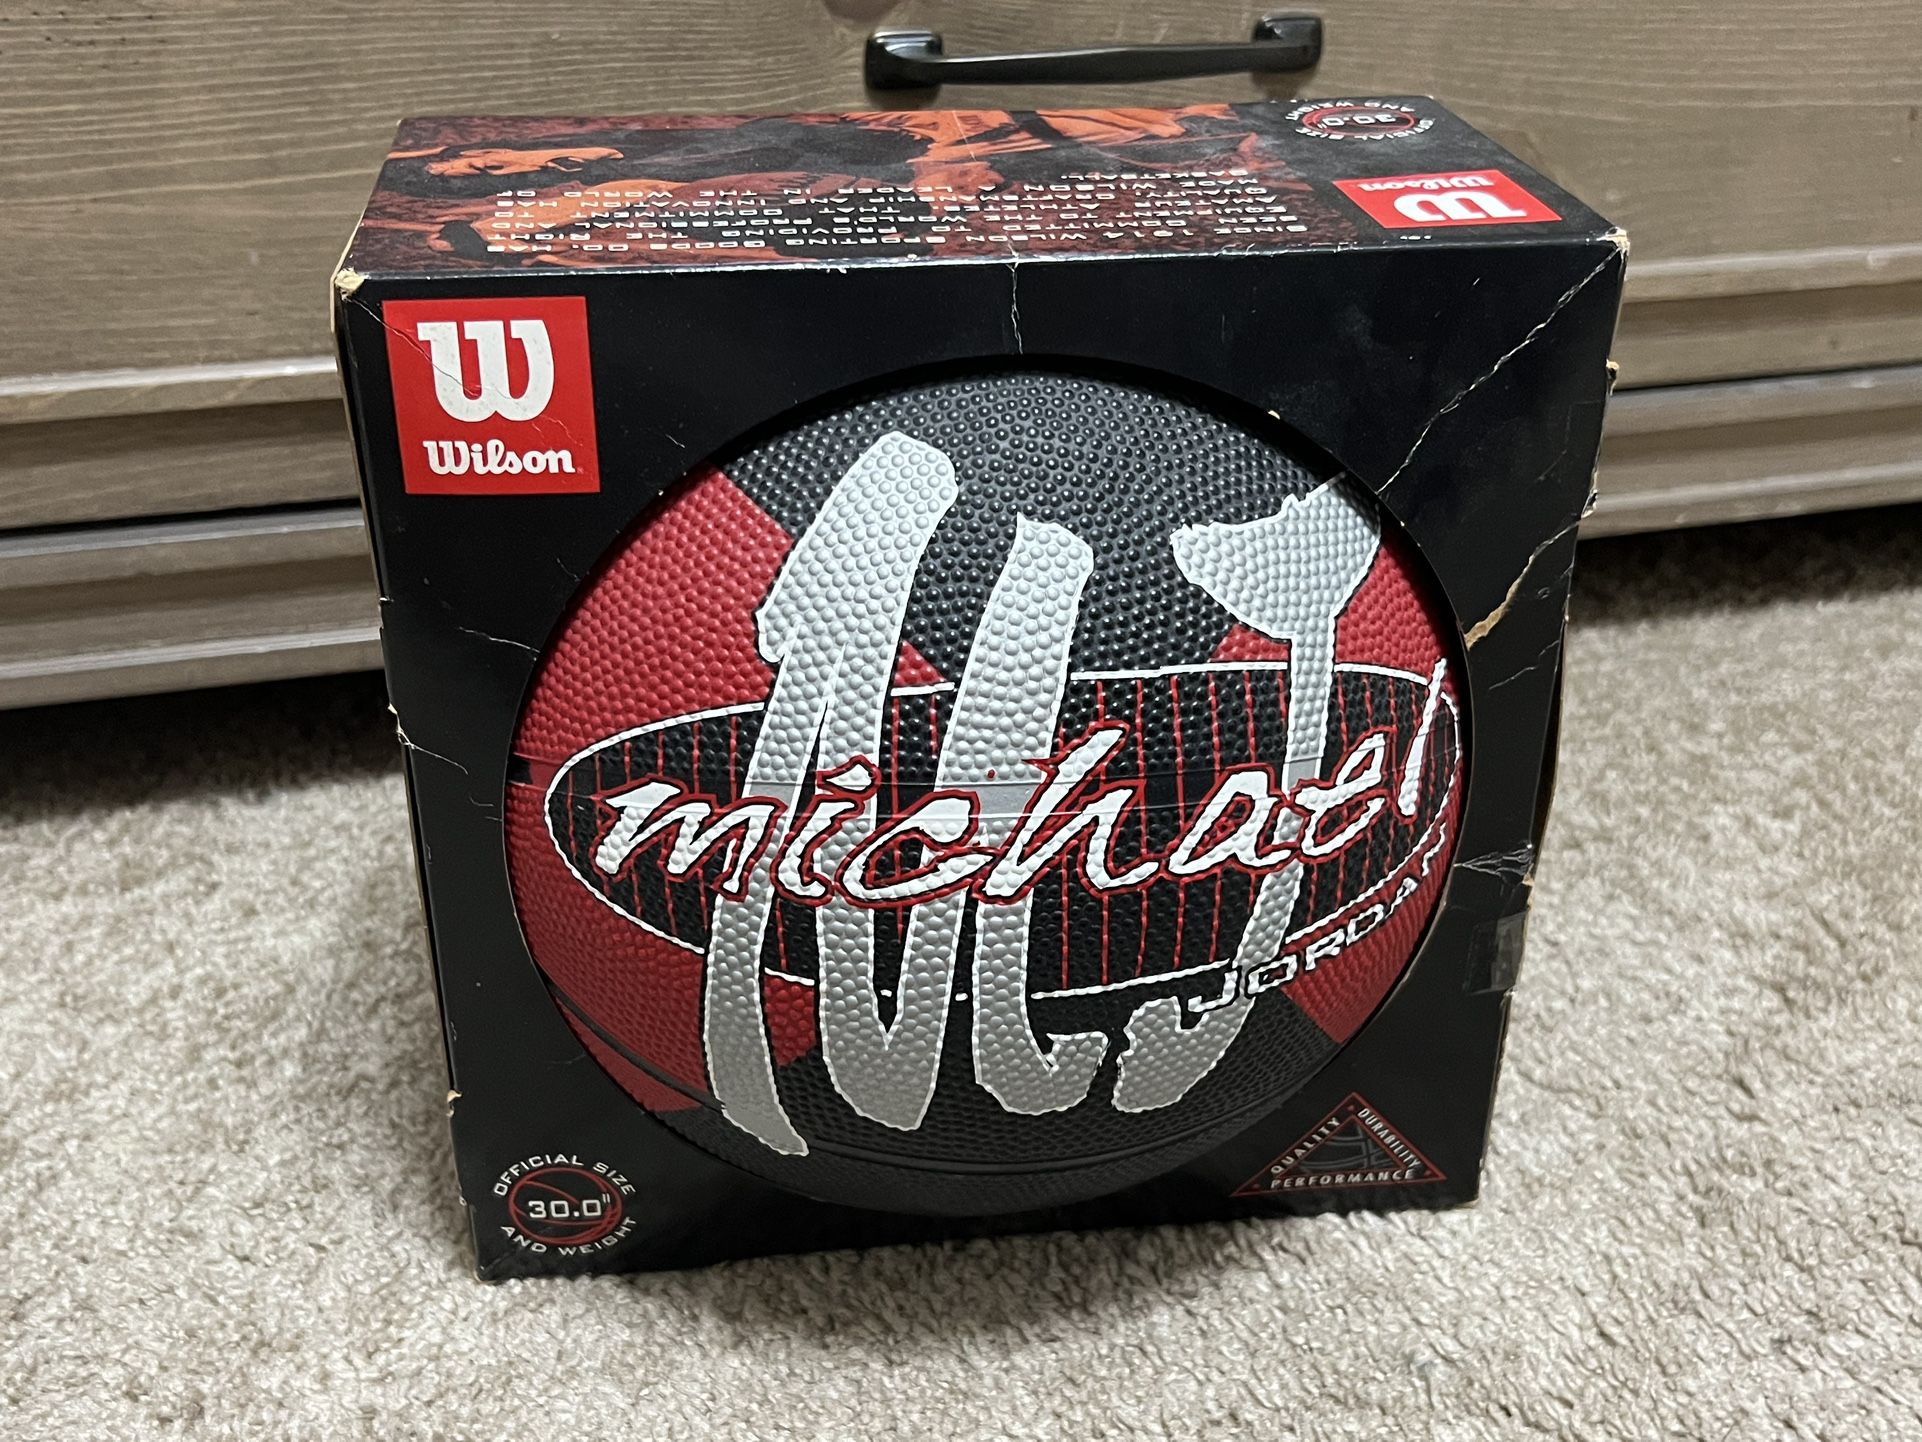 OFFICIAL SIZE
30.0"
AND WEIGHT
W
Wilson
SINCE 1914 WILSON SPORTING GOODS CO. HAS
BEEN COMMITTED TO PROVIDING THE RIGHT
EQUIPMENT TO THE WORLD'S PROFESSIONAL AND
AMATEUR ATHLETES. THAT COMMITMENT TO
QUALITY CRAFTSMANSHIP AND INNOVATION HAS
MADE WILSON A LEADER IN THE WORLD OF
BASKETBALL.
W
Wilson
MJ
michael
JORDAN
OFFICIAL SIZE
30.0"
AND WEIGHT
QUALITY
DURABILITY
PERFORMANCE